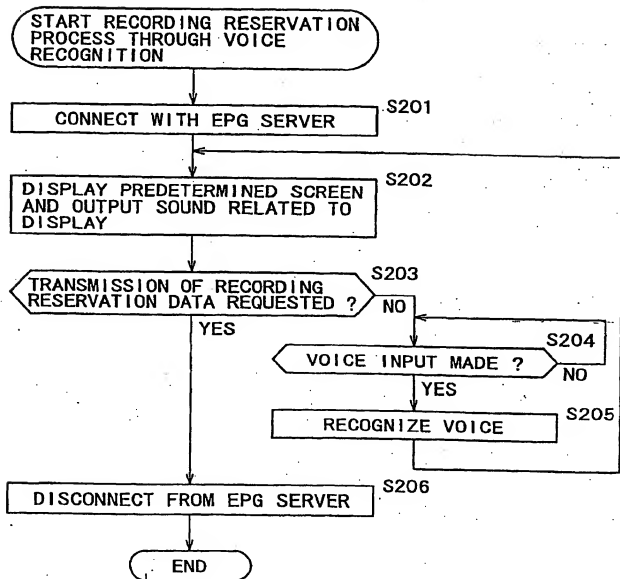 START RECORDING RESERVATION
PROCESS THROUGH VOICE
RECOGNITION
S201
CONNECT WITH EPG SERVER
S202
DISPLAY PREDETERMINED SCREEN
AND OUTPUT SOUND RELATED TO
DISPLAY
S203
TRANSMISSION OF RECORDING
RESERVATION DATA REQUESTED ?
NO
YES
S204
VOICE INPUT MADE ?
NO
YES
S205
RECOGNIZE VOICE
S206
DISCONNECT FROM EPG SERVER
END